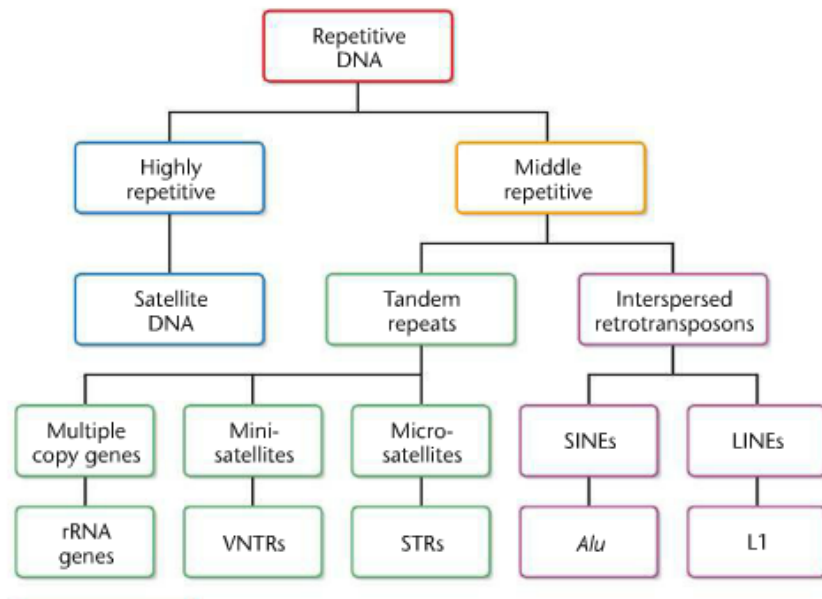 Repetitive
DNA
Highly
repetitive
Middle
repetitive
Satellite
DNA
Tandem
repeats
Interspersed
retrotransposons
Multiple
copy genes
Mini-
satellites
Micro-
satellites
SINEs
LINEs
rRNA
genes
VNTRs
STRs
Alu
L1